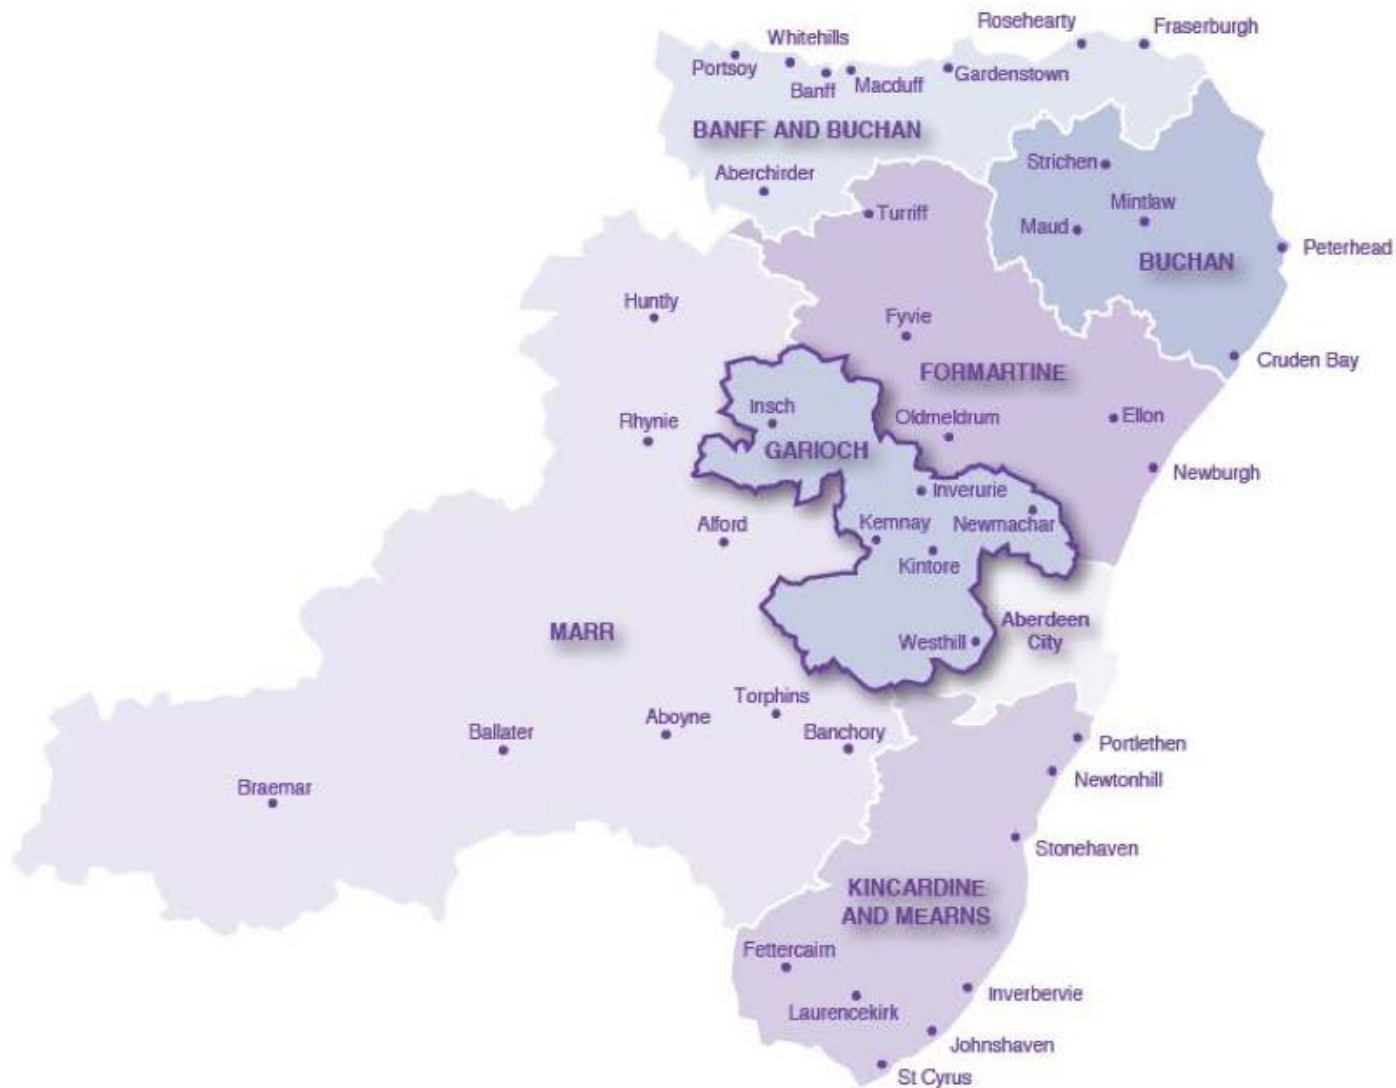 Rosehearty
Fraserburgh
Whitehills
Portsoy
Banff
Macduff
Gardenstown
BANFF AND BUCHAN
Strichen
Aberchirder
Mintlaw
Turriff
Maud
Peterhead
BUCHAN
Huntly
Fyvie
Cruden Bay
FORMARTINE
Insch
Oldmeldrum
Ellon
Rhynie
GARIOCH
Newburgh
Inverurie
Alford
Kemnay
Newmachar
Kintore
Aberdeen
City
MARR
Westhill
Torphins
Aboyne
Ballater
Banchory
Portlethen
Newtonhill
Braemar
Stonehaven
KINCARDINE
AND MEARNS
Fettercairn
Inverbervie
Laurencekirk
Johnshaven
St Cyrus